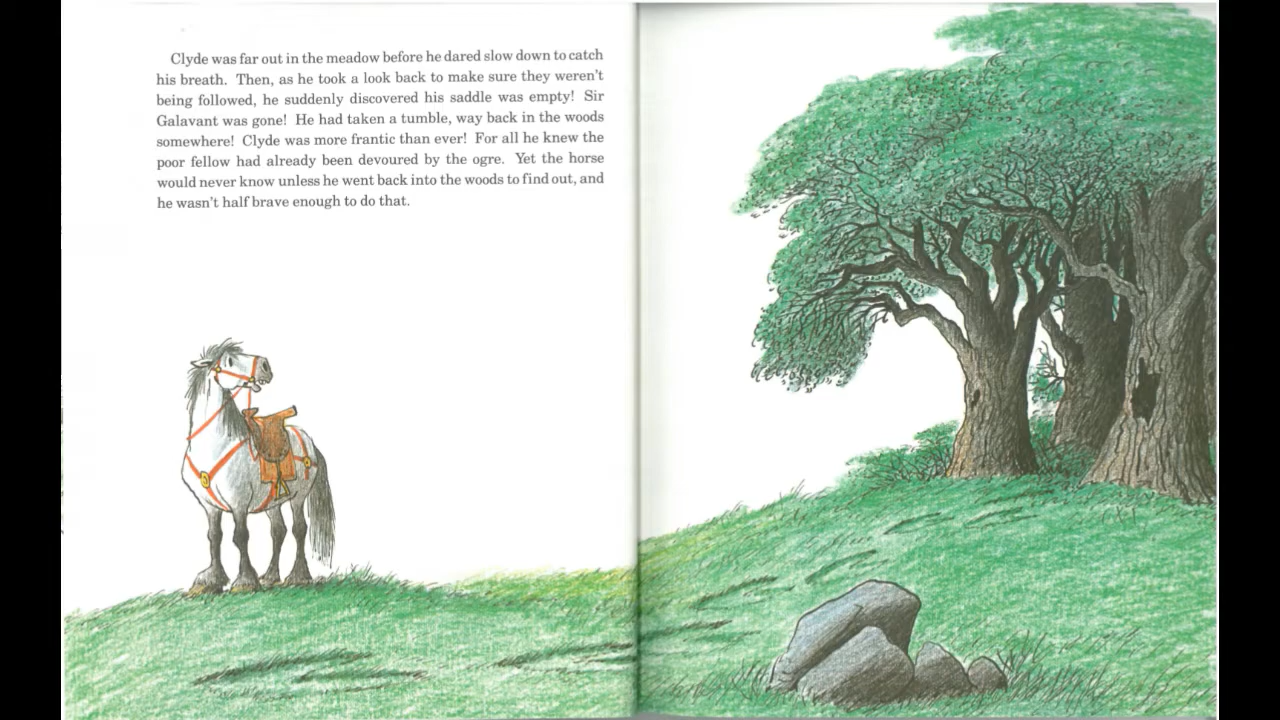 Clyde was far out in the meadow before he dared slow down to catch
his breath. Then, as he took a look back to make sure they weren't
being followed, he suddenly discovered his saddle was empty! Sir
Galavant was gone! He had taken a tumble, way back in the woods
somewhere! Clyde was more frantic than ever! For all he knew the
poor fellow had already been devoured by the ogre. Yet the horse
would never know unless he went back into the woods to find out, and
he wasn't half brave enough to do that.